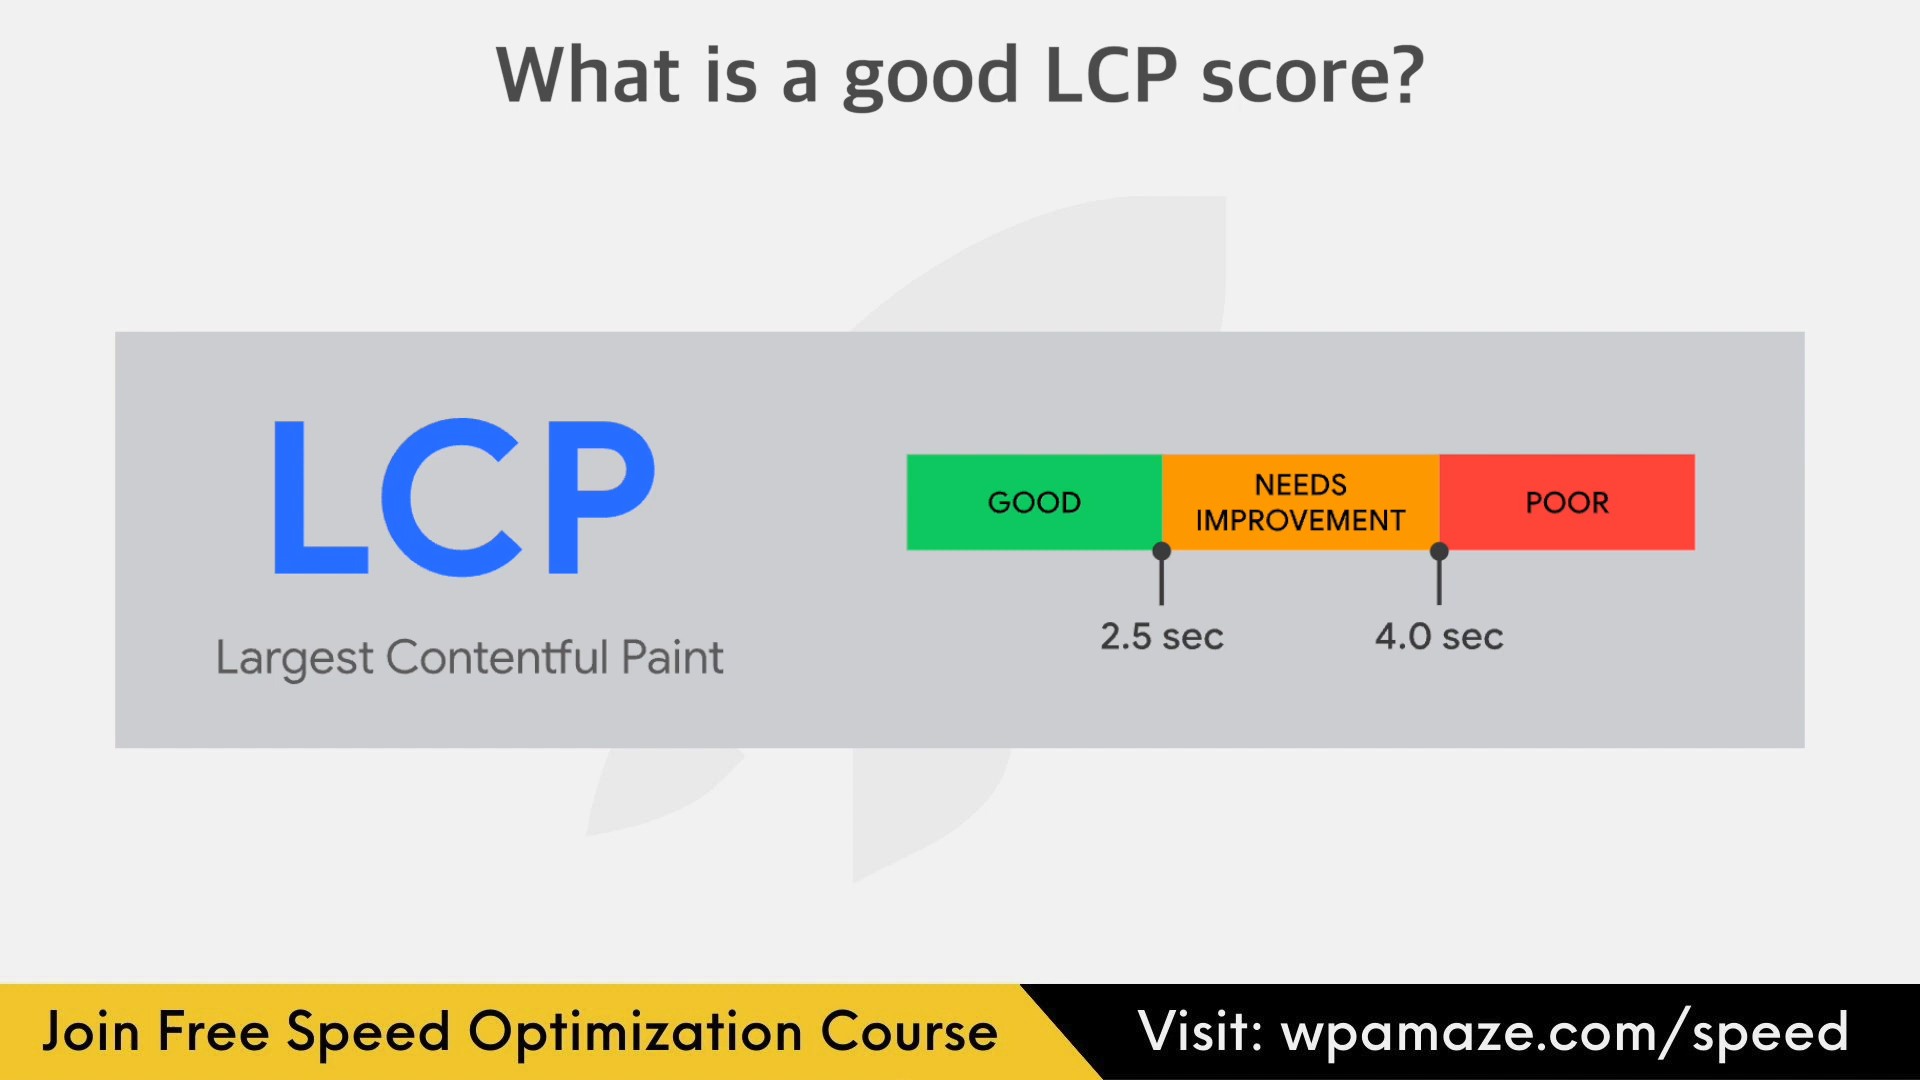 What is a good LCP score?
LCP
Largest Contentful Paint
GOOD
NEEDS
IMPROVEMENT
POOR
2.5 sec
4.0 sec
Join Free Speed Optimization Course
Visit: wpamaze.com/speed